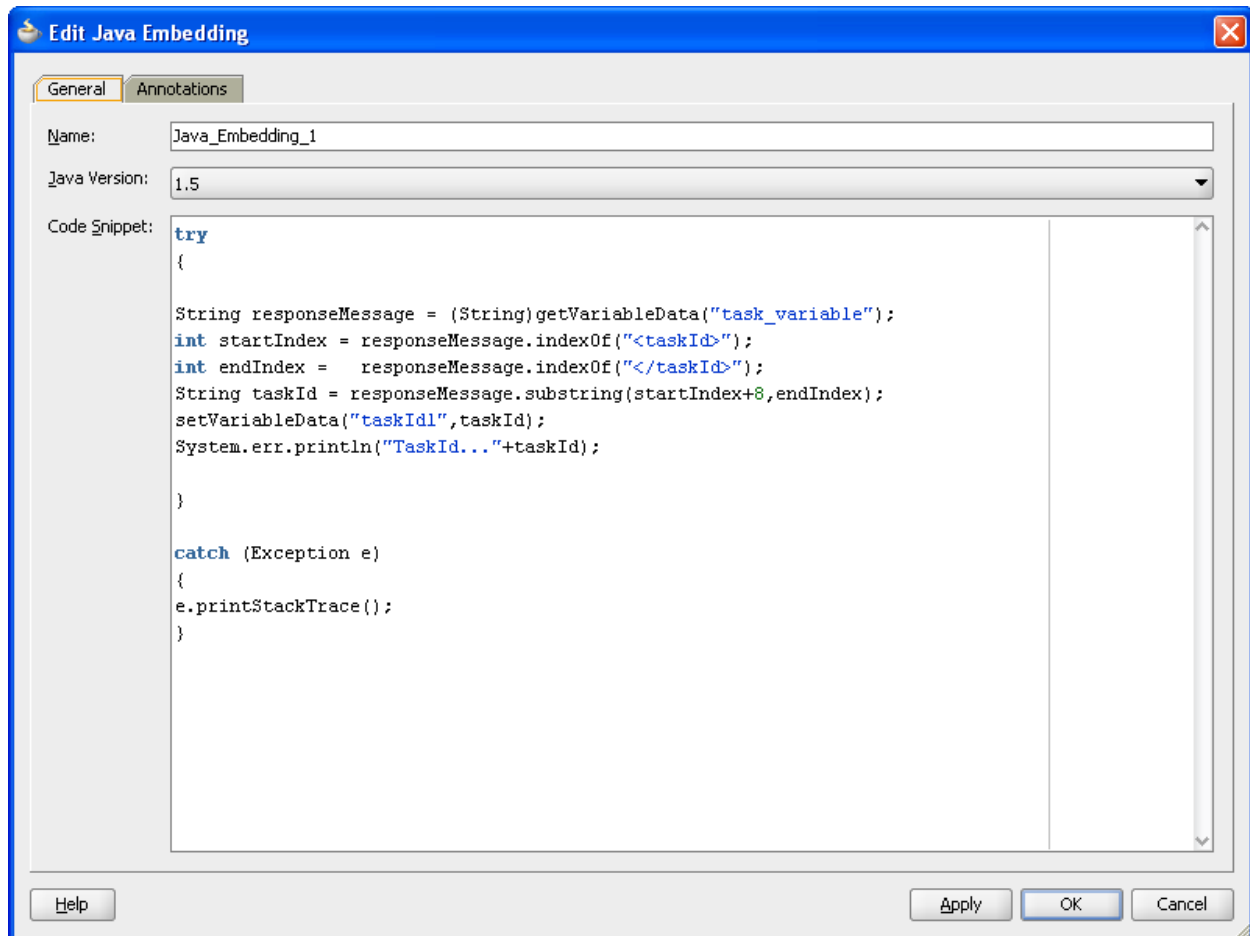 Edit Java Embedding
General Annotations
Name: Java_Embedding_1
Java Version: 1.5
Code Snippet:
try
{
String responseMessage = (String)getVariableData("task_variable");
int startIndex = responseMessage.indexOf("<taskId>");
int endIndex =   responseMessage.indexOf("</taskId>");
String taskId = responseMessage.substring(startIndex+8,endIndex);
setVariableData("taskId1",taskId);
System.err.println("TaskId..."+taskId);
}
catch (Exception e)
{
e.printStackTrace();
}
Help Apply OK Cancel